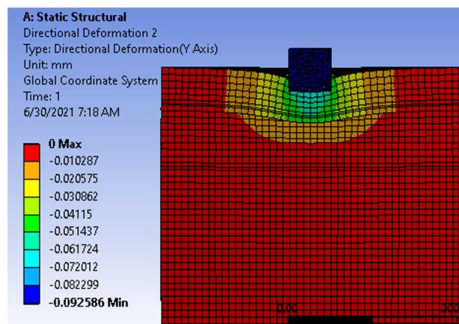 A: Static Structural
Directional Deformation 2
Type: Directional Deformation(Y Axis)
Unit: mm
Global Coordinate System
Time: 1
6/30/2021 7:18 AM
0 Max
-0.010287
-0.020575
-0.030862
-0.04115
-0.051437
-0.061724
-0.072012
-0.082299
-0.092586 Min
0.00